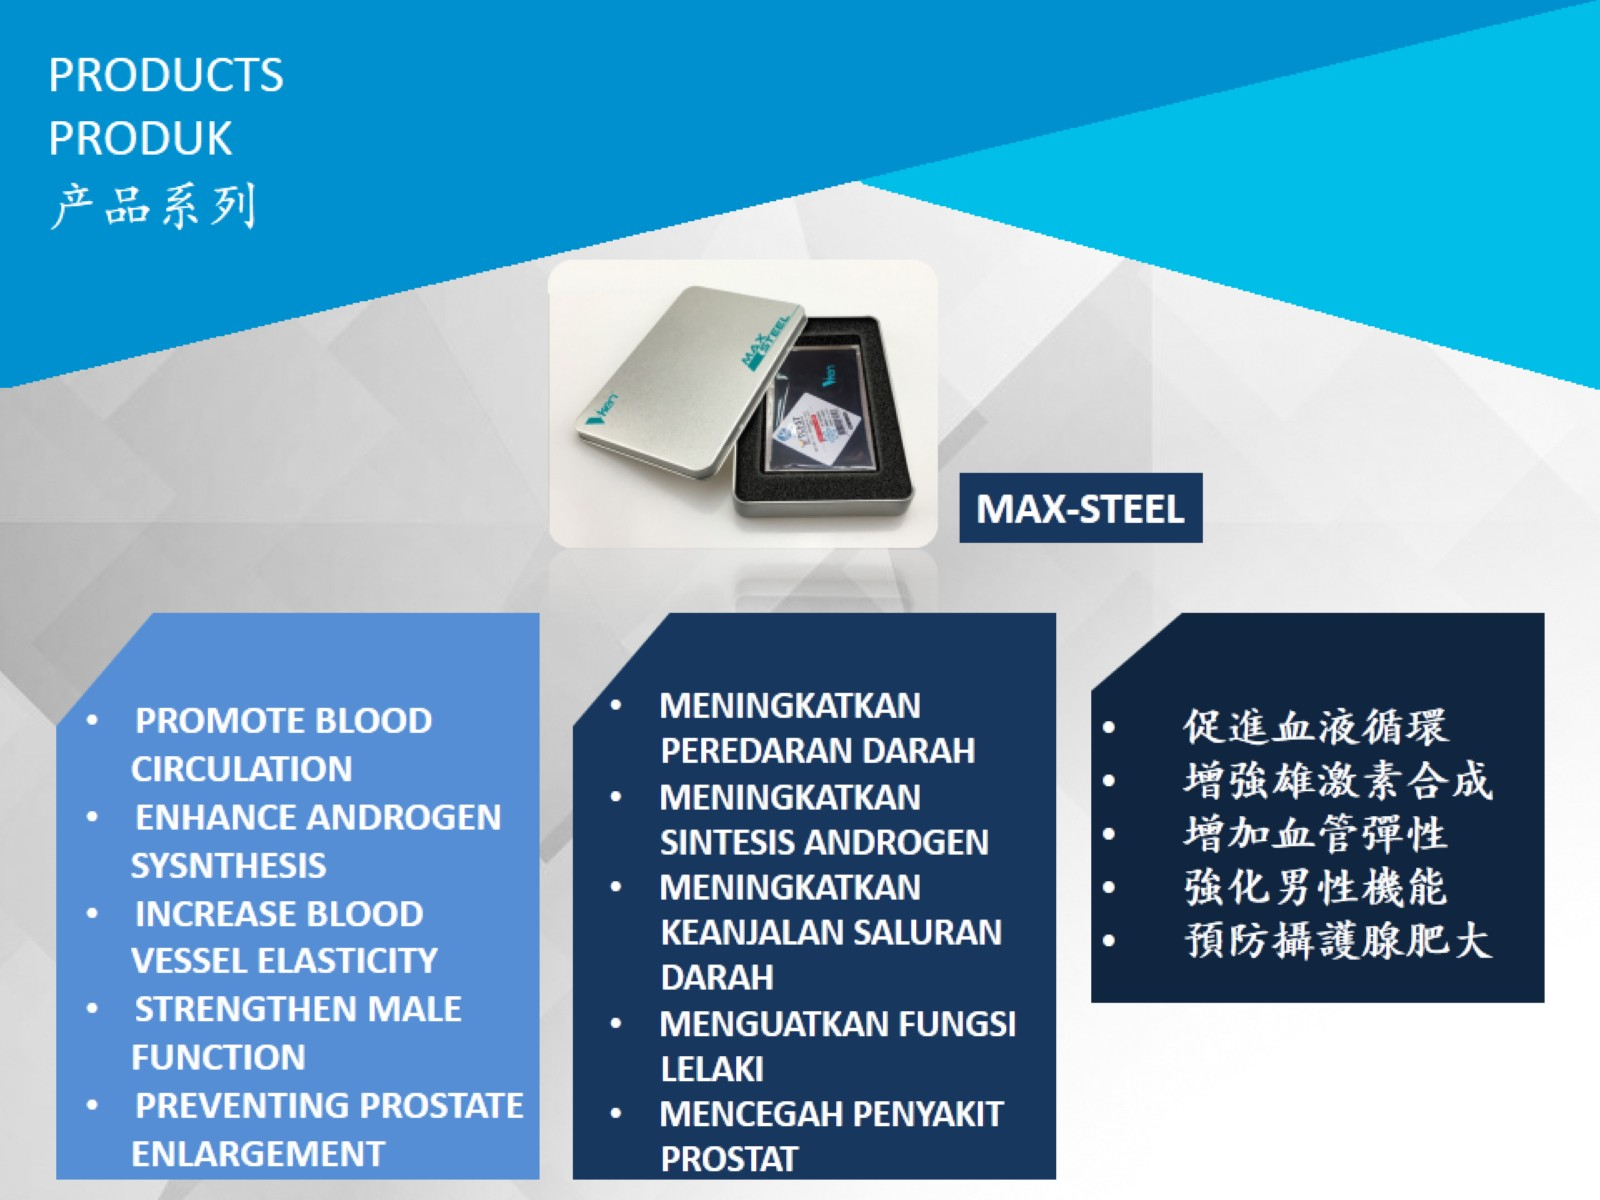 PRODUCTS
PRODUK
产品系列
MAX
STEEL
Vken
Vken
MAX-STEEL
• PROMOTE BLOOD
CIRCULATION
• ENHANCE ANDROGEN
SYSNTHESIS
• INCREASE BLOOD
VESSEL ELASTICITY
• STRENGTHEN MALE
FUNCTION
• PREVENTING PROSTATE
ENLARGEMENT
• MENINGKATKAN
PEREDARAN DARAH
• MENINGKATKAN
SINTESIS ANDROGEN
• MENINGKATKAN
KEANJALAN SALURAN
DARAH
• MENGUATKAN FUNGSI
LELAKI
• MENCEGAH PENYAKIT
PROSTAT
• 促進血液循環
• 增強雄激素合成
• 增加血管彈性
• 強化男性機能
• 預防攝護腺肥大